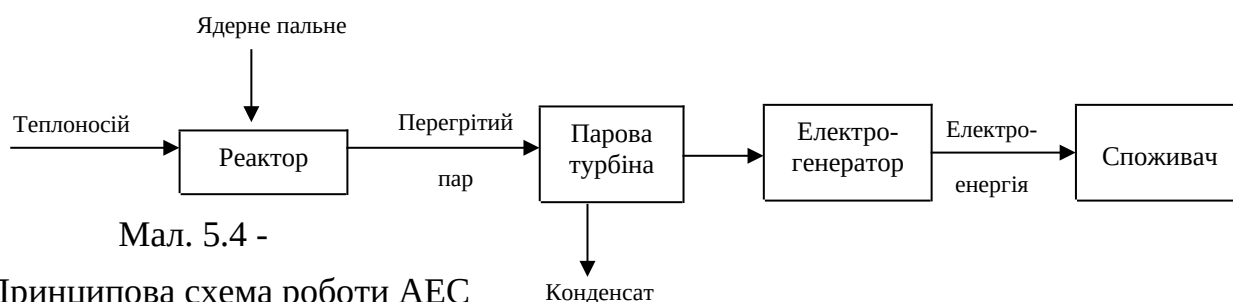 Ядерне пальне
Теплоносій
Реактор
Перегрітий
пар
Парова
турбіна
Електро-
генератор
Електро-
енергія
Споживач
Конденсат
Мал. 5.4 -
Принципова схема роботи АЕС